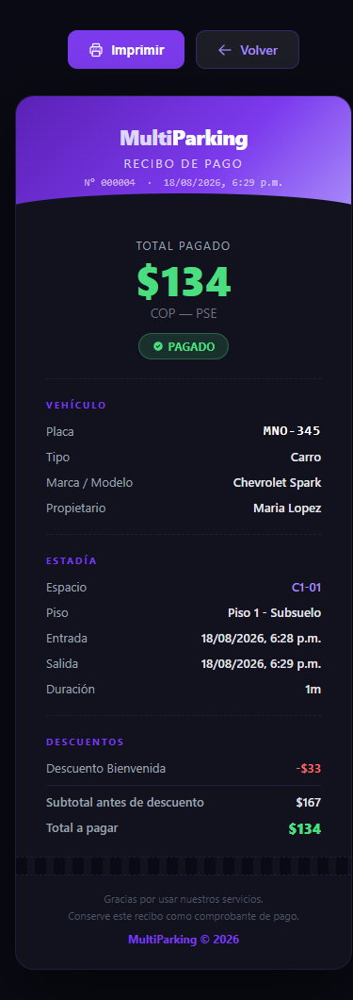 Imprimir
Volver
MultiParking
RECIBO DE PAGO
Nº 000004 · 18/08/2026, 6:29 p.m.
TOTAL PAGADO
$134
COP — PSE
PAGADO
VEHÍCULO
Placa MNO-345
Tipo Carro
Marca / Modelo Chevrolet Spark
Propietario Maria Lopez
ESTADÍA
Espacio C1-01
Piso Piso 1 - Subsuelo
Entrada 18/08/2026, 6:28 p.m.
Salida 18/08/2026, 6:29 p.m.
Duración 1m
DESCUENTOS
Descuento Bienvenida -$33
Subtotal antes de descuento $167
Total a pagar $134
Gracias por usar nuestros servicios.
Conserve este recibo como comprobante de pago.
MultiParking © 2026